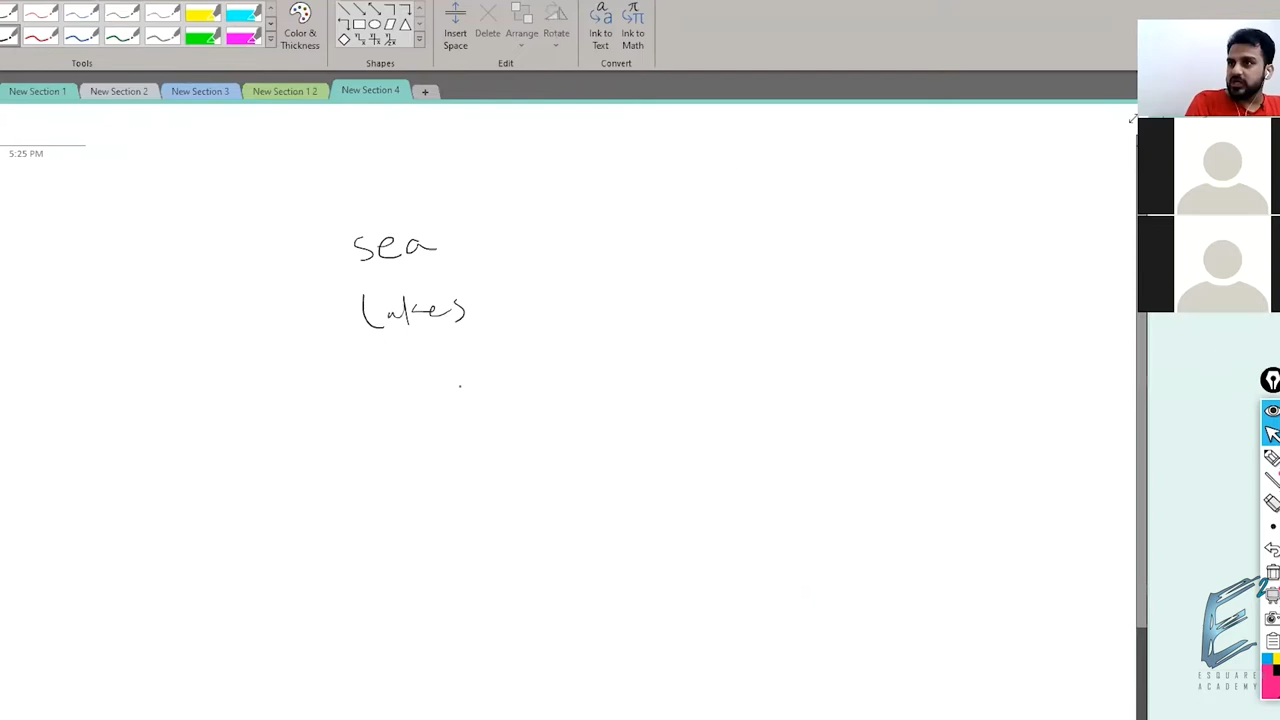 Color &
Thickness
Insert
Space
Delete
Arrange
Rotate
Ink to
Text
Ink to
Math
Tools
Shapes
Edit
Convert
New Section 1
New Section 2
New Section 3
New Section 1 2
New Section 4
5:25 PM
sea
Lakes
E2
ESQUARE
ACADEMY